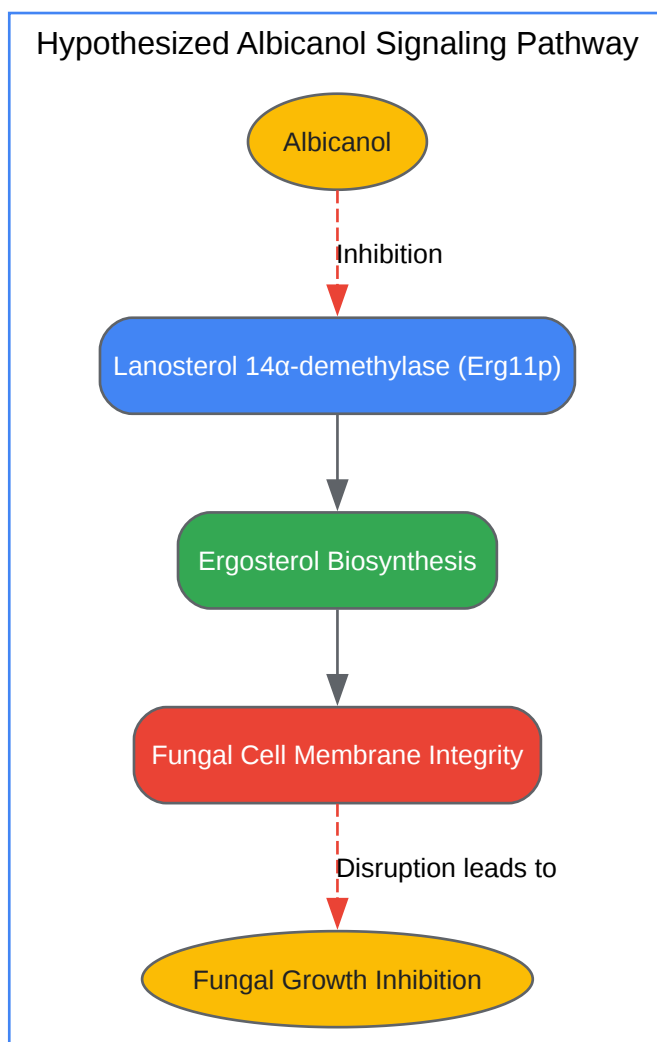 Hypothesized Albicanol Signaling Pathway
Albicanol
Inhibition
Lanosterol 14α-demethylase (Erg11p)
Ergosterol Biosynthesis
Fungal Cell Membrane Integrity
Disruption leads to
Fungal Growth Inhibition